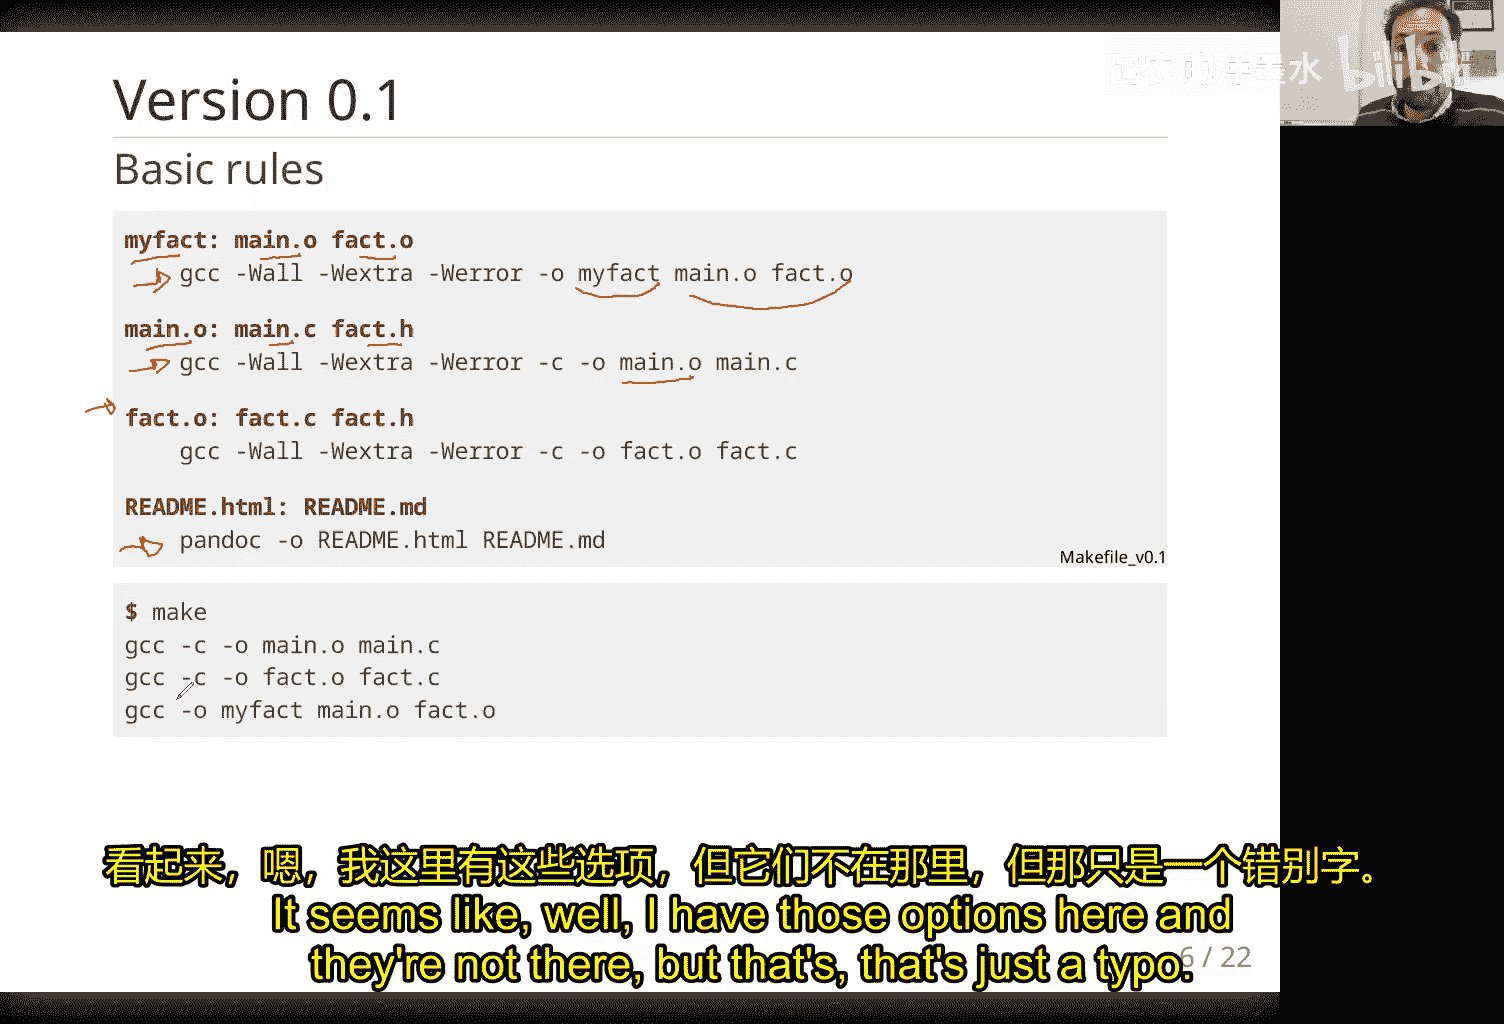 Version 0.1
Basic rules
myfact: main.o fact.o
gcc -Wall -Wextra -Werror -o myfact main.o fact.o
main.o: main.c fact.h
gcc -Wall -Wextra -Werror -c -o main.o main.c
fact.o: fact.c fact.h
gcc -Wall -Wextra -Werror -c -o fact.o fact.c
README.html: README.md
pandoc -o README.html README.md
Makefile_v0.1
$ make
gcc -c -o main.o main.c
gcc -c -o fact.o fact.c
gcc -o myfact main.o fact.o
看起来，嗯，我这里有这些选项，但它们不在那里，但那只是一个错别字。
It seems like, well, I have those options here and
they're not there, but that's, that's just a typo.
6 / 22
bilibili